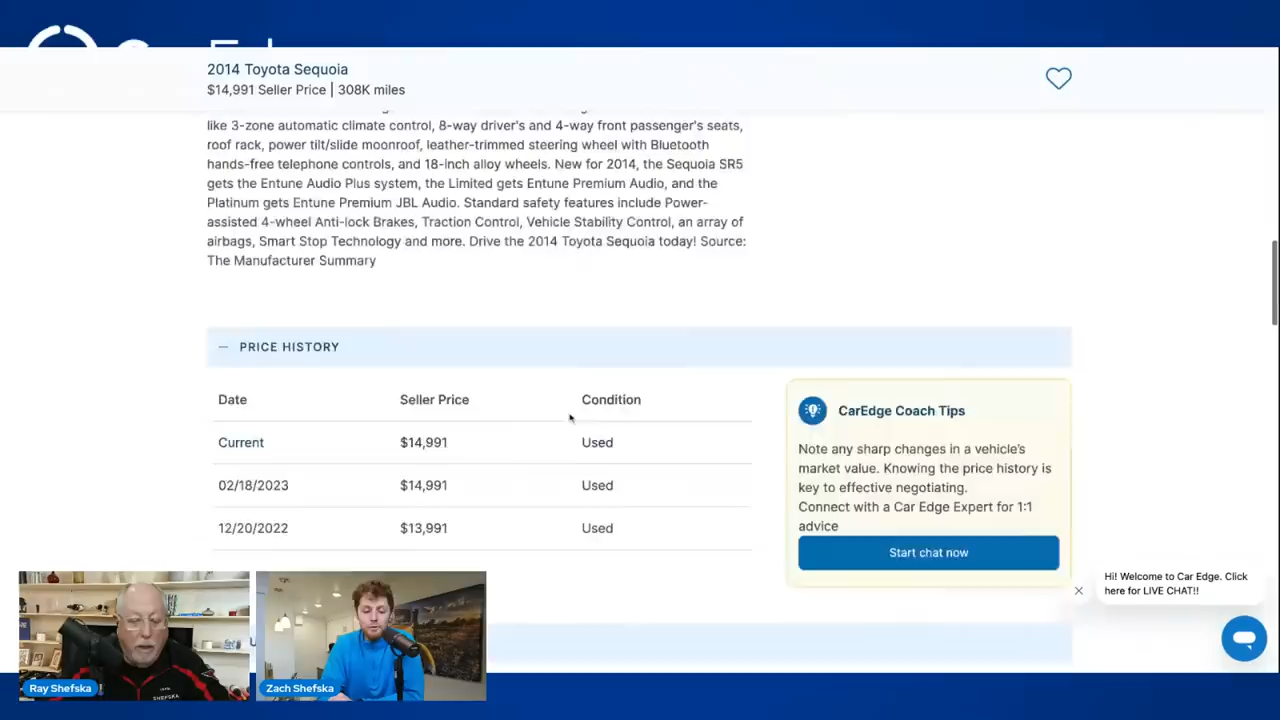 2014 Toyota Sequoia
$14,991 Seller Price | 308K miles
like 3-zone automatic climate control, 8-way driver's and 4-way front passenger's seats,
roof rack, power tilt/slide moonroof, leather-trimmed steering wheel with Bluetooth
hands-free telephone controls, and 18-inch alloy wheels. New for 2014, the Sequoia SR5
gets the Entune Audio Plus system, the Limited gets Entune Premium Audio, and the
Platinum gets Entune Premium JBL Audio. Standard safety features include Power-
assisted 4-wheel Anti-lock Brakes, Traction Control, Vehicle Stability Control, an array of
airbags, Smart Stop Technology and more. Drive the 2014 Toyota Sequoia today! Source:
The Manufacturer Summary
— PRICE HISTORY
Date Seller Price Condition
Current $14,991 Used
02/18/2023 $14,991 Used
12/20/2022 $13,991 Used
CarEdge Coach Tips
Note any sharp changes in a vehicle's
market value. Knowing the price history is
key to effective negotiating.
Connect with a Car Edge Expert for 1:1
advice
Start chat now
Hi! Welcome to Car Edge. Click
here for LIVE CHAT!!
SHEFSKA
Ray Shefska
Zach Shefska